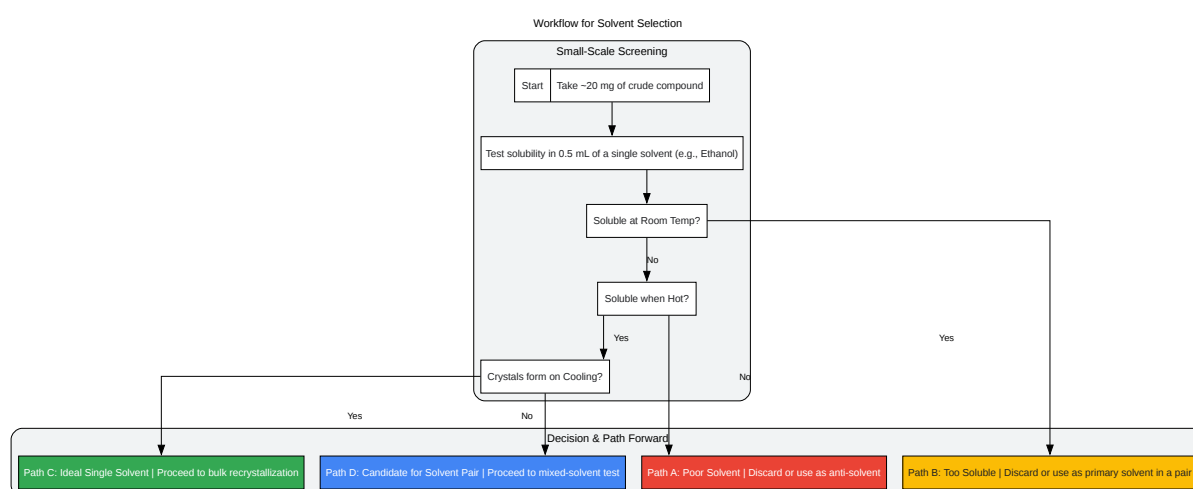 Workflow for Solvent Selection
Small-Scale Screening
Start
Take ~20 mg of crude compound
Test solubility in 0.5 mL of a single solvent (e.g., Ethanol)
Soluble at Room Temp?
No
Soluble when Hot?
Yes
Yes
Crystals form on Cooling?
No
Yes
No
Decision & Path Forward
Path C: Ideal Single Solvent | Proceed to bulk recrystallization
Path D: Candidate for Solvent Pair | Proceed to mixed-solvent test
Path A: Poor Solvent | Discard or use as anti-solvent
Path B: Too Soluble | Discard or use as primary solvent in a pair